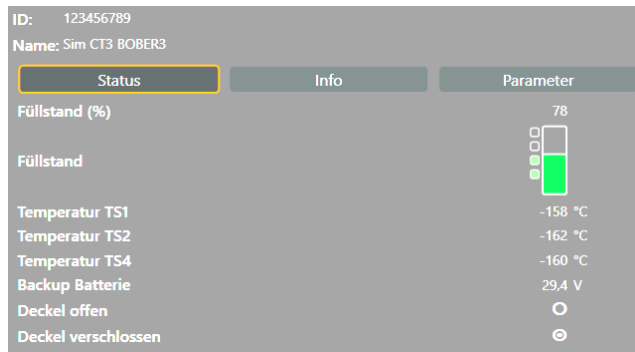 ID: 123456789
Name: Sim CT3 BOBER3
Status Info Parameter
Füllstand (%) 78
Füllstand
Temperatur TS1 -158 °C
Temperatur TS2 -162 °C
Temperatur TS4 -160 °C
Backup Batterie 29,4 V
Deckel offen
Deckel verschlossen